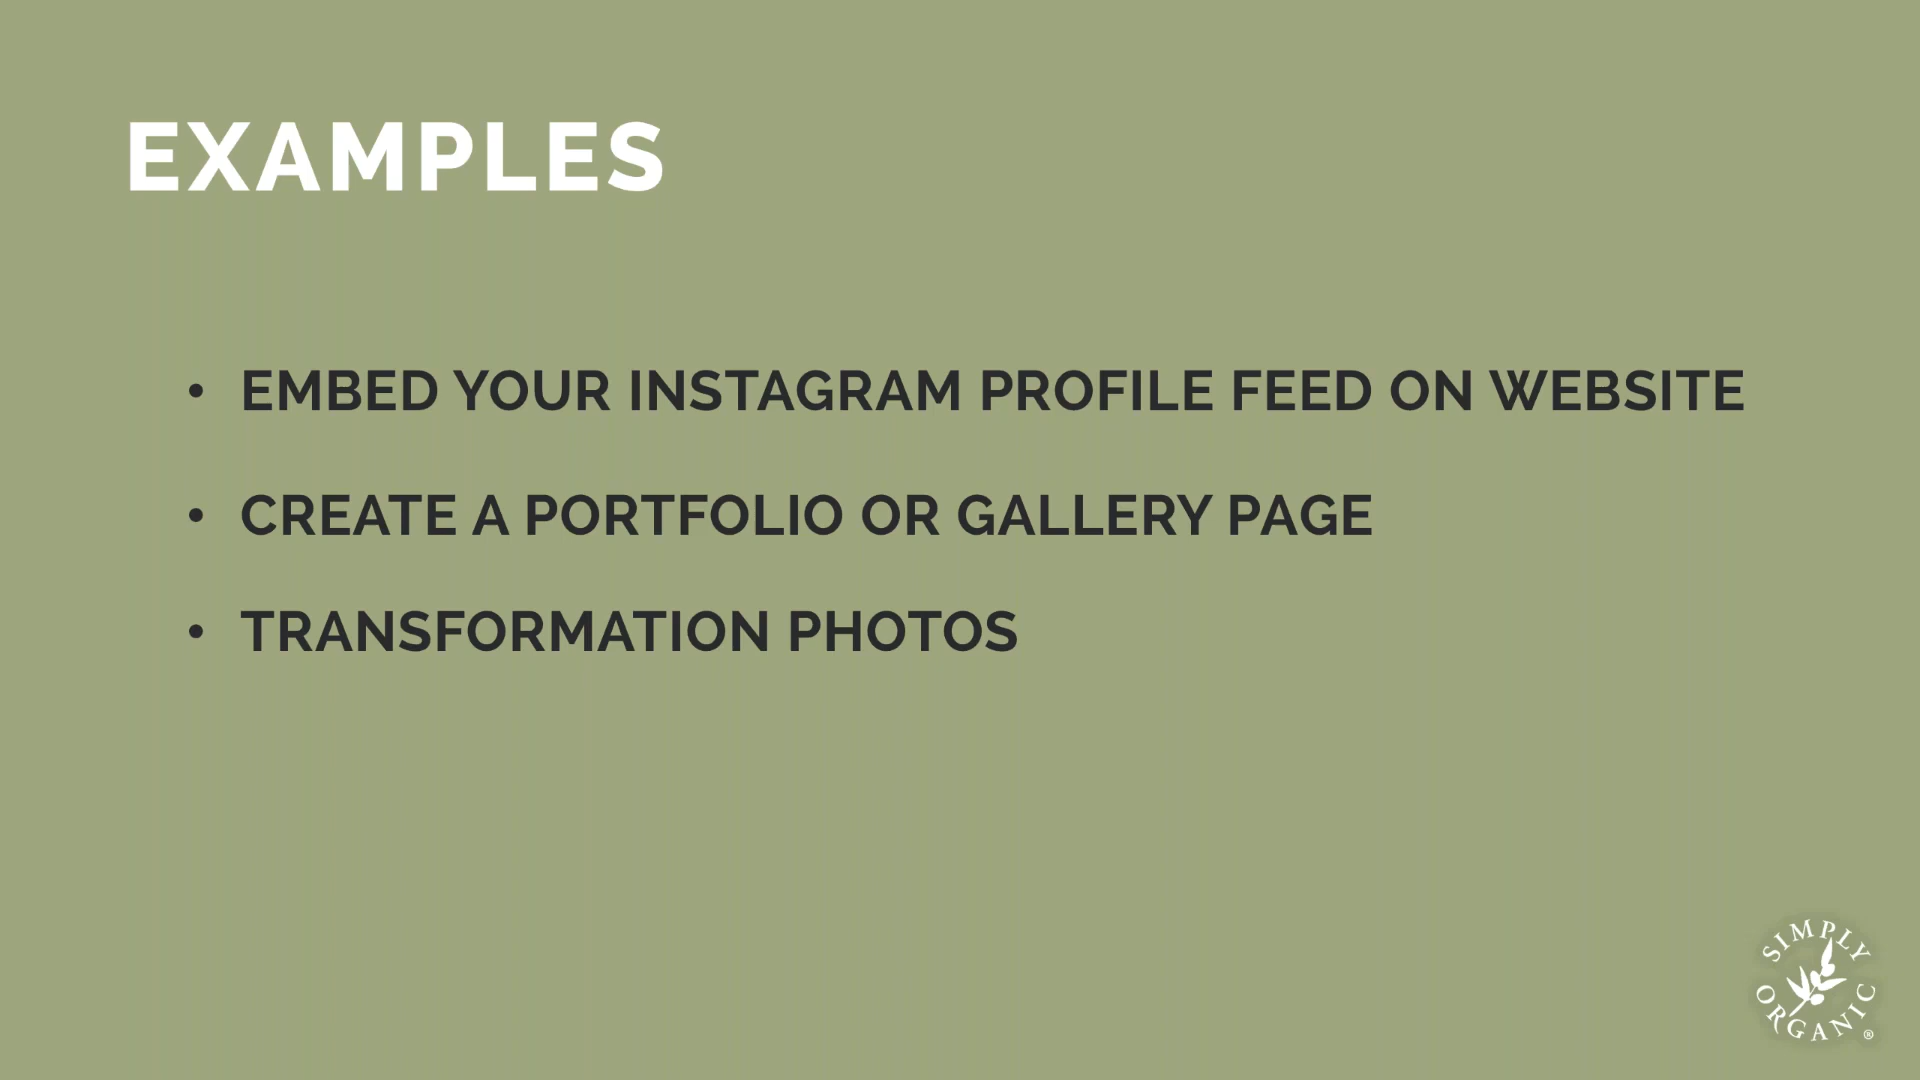 EXAMPLES
• EMBED YOUR INSTAGRAM PROFILE FEED ON WEBSITE
• CREATE A PORTFOLIO OR GALLERY PAGE
• TRANSFORMATION PHOTOS
SIMPLY
ORGANIC
®